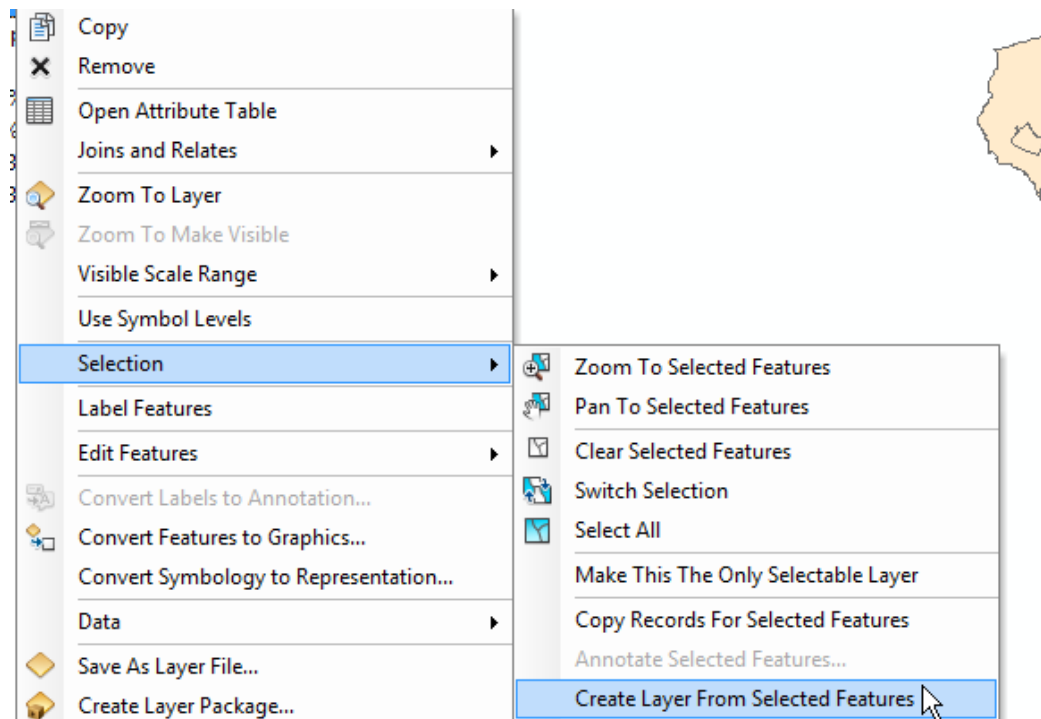 Copy
Remove
Open Attribute Table
Joins and Relates
Zoom To Layer
Zoom To Make Visible
Visible Scale Range
Use Symbol Levels
Selection
Label Features
Edit Features
Convert Labels to Annotation...
Convert Features to Graphics...
Convert Symbology to Representation...
Data
Save As Layer File...
Create Layer Package...
Zoom To Selected Features
Pan To Selected Features
Clear Selected Features
Switch Selection
Select All
Make This The Only Selectable Layer
Copy Records For Selected Features
Annotate Selected Features...
Create Layer From Selected Features